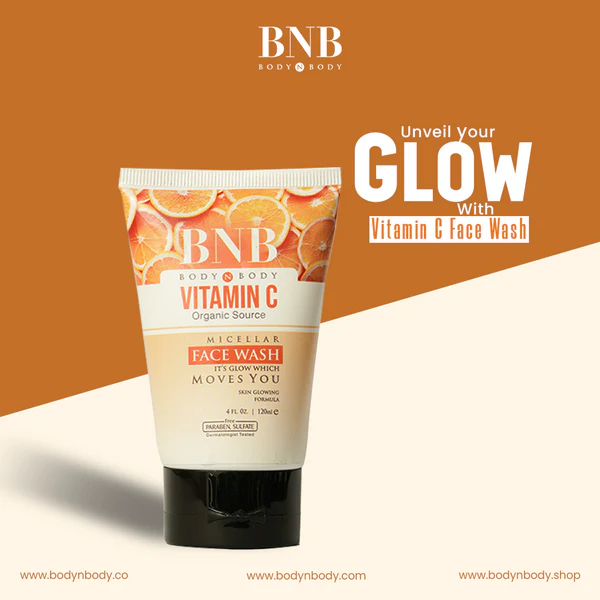 BNB
BODY N BODY
Unveil your
GLOW
With
Vitamin C Face Wash
BNB
BODY N BODY
VITAMIN C
Organic Source
MICELLAR
FACE WASH
IT'S GLOW WHICH
MOVES YOU
SKIN GLOWING
FORMULA
4 FL. OZ. | 120ml e
Free
PARABEN, SULFATE
Dermatologist Tested
www.bodynbody.co
www.bodynbody.com
www.bodynbody.shop